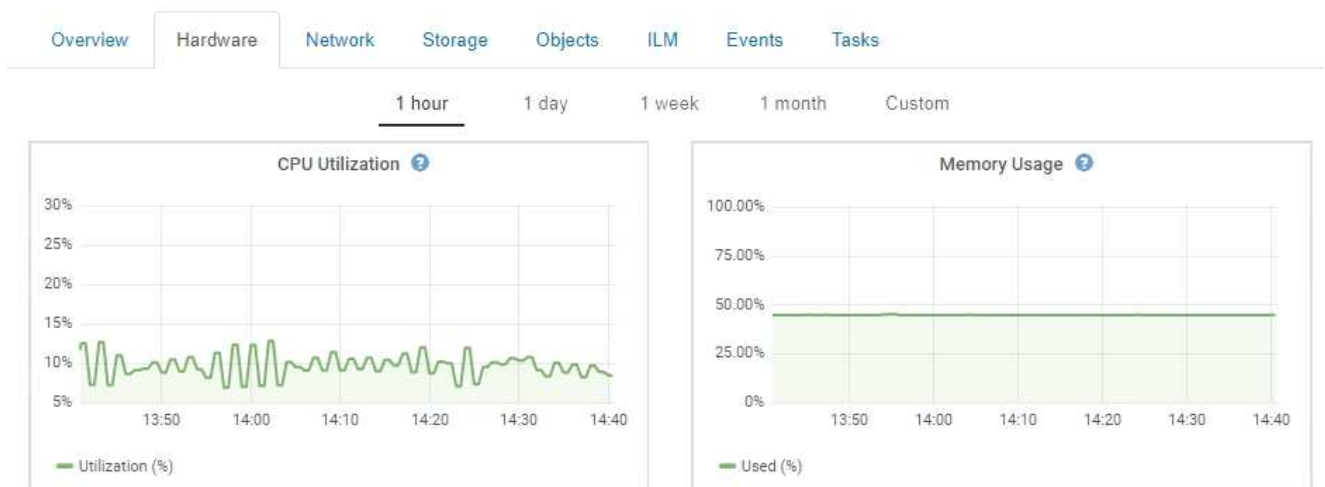 Overview Hardware Network Storage Objects ILM Events Tasks
1 hour 1 day 1 week 1 month Custom
CPU Utilization ?
30%
25%
20%
15%
10%
5%
13:50 14:00 14:10 14:20 14:30 14:40
Utilization (%)
Memory Usage ?
100.00%
75.00%
50.00%
25.00%
0%
13:50 14:00 14:10 14:20 14:30 14:40
Used (%)